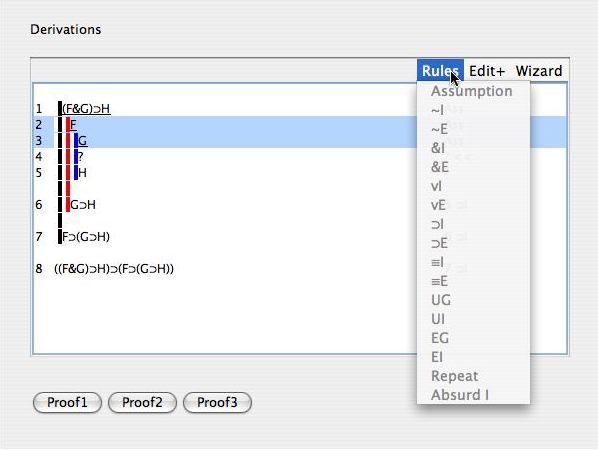 Derivations
Rules Edit+ Wizard
Assumption
~I
~E
&I
&E
vI
vE
⊃I
⊃E
≡I
≡E
UG
UI
EG
EI
Repeat
Absurd I
1 (F&G)⊃H
2 F
3 G
4 ?
5 H
6 G⊃H
7 F⊃(G⊃H)
8 ((F&G)⊃H)⊃(F⊃(G⊃H))
Proof1 Proof2 Proof3